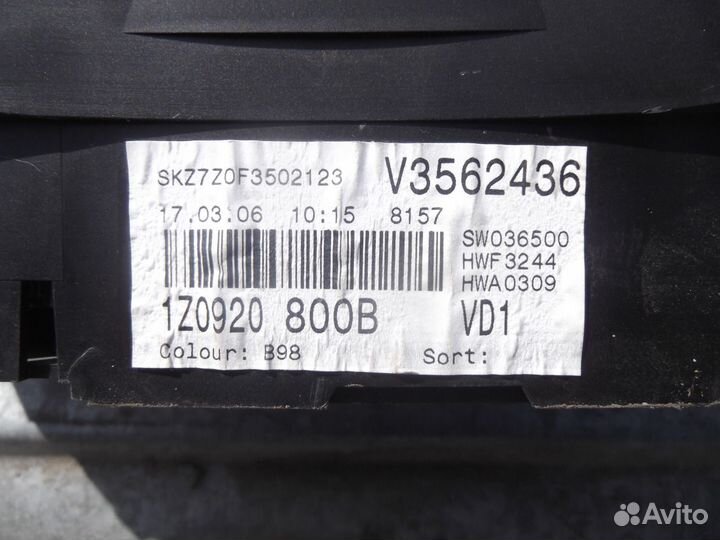 SKZ7Z0F3502123 V3562436
17.03.06 10:15 8157
SW036500
HWF3244
HWA0309
1Z0920 800B VD1
Colour: B98 Sort:
Avito